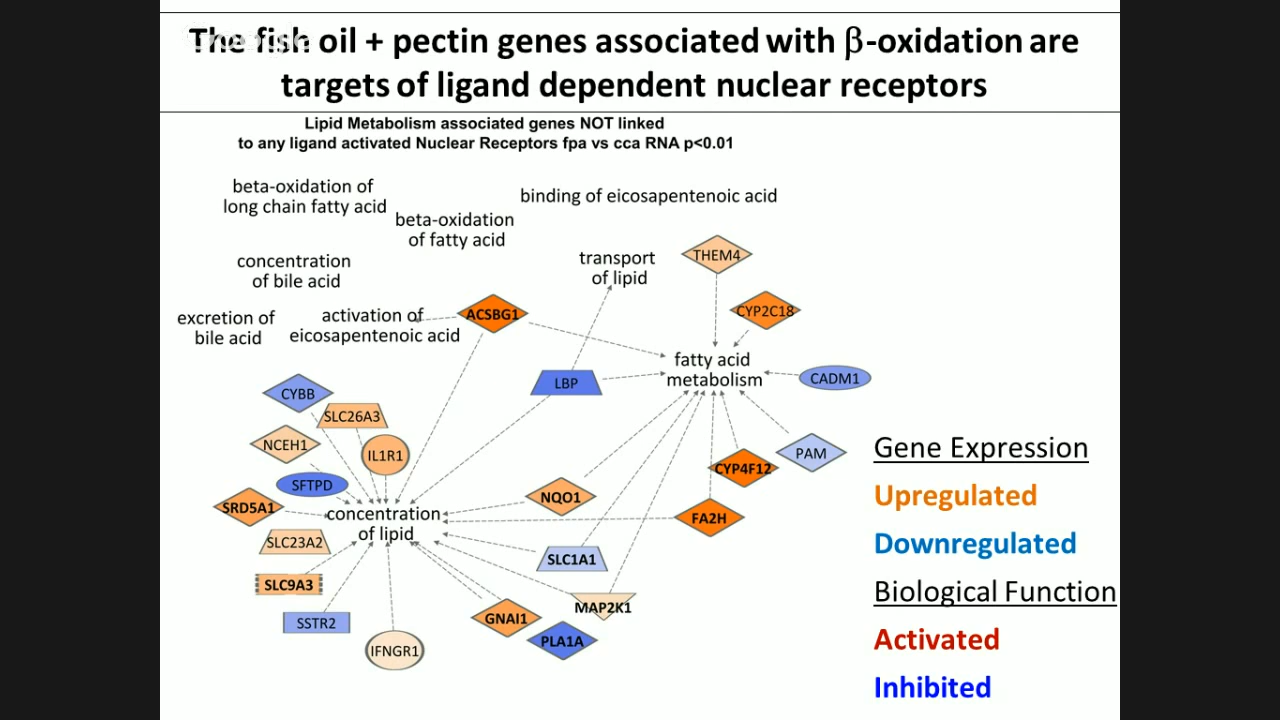 The fish oil + pectin genes associated with β-oxidation are
targets of ligand dependent nuclear receptors
Lipid Metabolism associated genes NOT linked
to any ligand activated Nuclear Receptors fpa vs cca RNA p<0.01
beta-oxidation of
long chain fatty acid
binding of eicosapentenoic acid
beta-oxidation
of fatty acid
transport
of lipid
THEM4
concentration
of bile acid
excretion of
bile acid
activation of
eicosapentenoic acid
ACSBG1
CYP2C18
fatty acid
metabolism
CADM1
LBP
CYBB
SLC26A3
NCEH1
IL1R1
SFTPD
SRD5A1
concentration
of lipid
SLC23A2
SLC9A3
SSTR2
IFNGR1
NQO1
CYP4F12
PAM
FA2H
SLC1A1
MAP2K1
GNAI1
PLA1A
Gene Expression
Upregulated
Downregulated
Biological Function
Activated
Inhibited